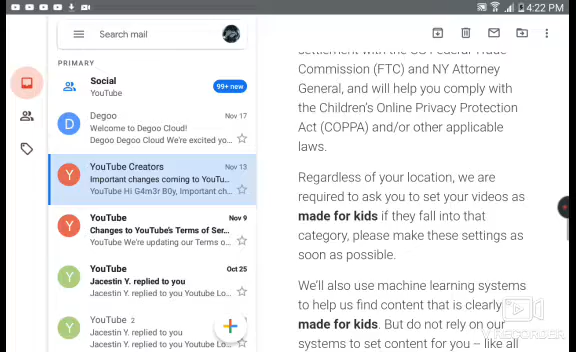 4:22 PM
Search mail
PRIMARY
Social
YouTube
99+ new
Degoo
Nov 17
Welcome to Degoo Cloud!
Degoo Degoo Cloud We're excited yo...
YouTube Creators
Nov 13
Important changes coming to YouTu...
YouTube Hi G4m3r B0y, Important ch...
YouTube
Nov 9
Changes to YouTube's Terms of Ser...
YouTube We're updating our Terms o...
YouTube
Oct 25
Jacestin Y. replied to you
Jacestin Y. replied to you Youtube Lo...
YouTube 2
Jacestin Y. replied to you
Jacestin Y. replied to you Youtube Lo...
settlement with the US Federal Trade
Commission (FTC) and NY Attorney
General, and will help you comply with
the Children's Online Privacy Protection
Act (COPPA) and/or other applicable
laws.
Regardless of your location, we are
required to ask you to set your videos as
made for kids if they fall into that
category, please make these settings as
soon as possible.
We'll also use machine learning systems
to help us find content that is clearly
made for kids. But do not rely on our
systems to set content for you – like all